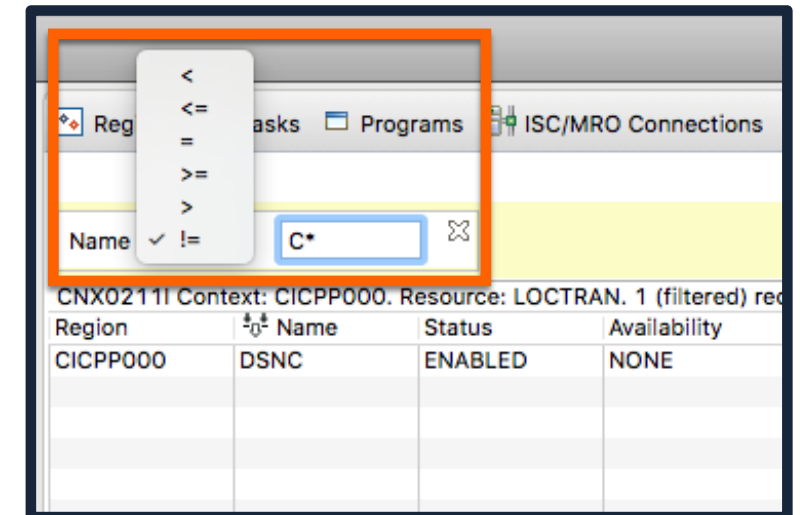 <
<=
=
>=
>
!=
Reg asks Programs ISC/MRO Connections
Name C*
CNX0211I Context: CICPP000. Resource: LOCTRAN. 1 (filtered) rec
Region Name Status Availability
CICPP000 DSNC ENABLED NONE